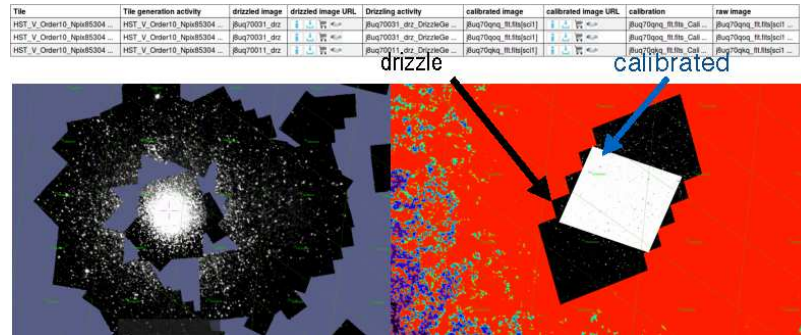 Tile Tile generation activity drizzled image drizzled image URL Drizzling activity calibrated image calibrated image URL calibration raw image
HST_V_Order10_Npix85304 ... HST_V_Order10_Npix85304 ... j8uq70031_drz j8uq70031_drz_DrizzleGe ... j8uq70qnq_flt.fits[sci1] j8uq70qnq_flt.fits_Cali ... j8uq70qnq_flt.fits[sci1 ...
HST_V_Order10_Npix85304 ... HST_V_Order10_Npix85304 ... j8uq70031_drz j8uq70031_drz_DrizzleGe ... j8uq70qoq_flt.fits[sci1] j8uq70qoq_flt.fits_Cali ... j8uq70qoq_flt.fits[sci1 ...
HST_V_Order10_Npix85304 ... HST_V_Order10_Npix85304 ... j8uq70011_drz j8uq70011_drz_DrizzleGe ... j8uq70qkq_flt.fits[sci1] j8uq70qkq_flt.fits_Cali ... j8uq70qkq_flt.fits[sci1 ...
drizzle calibrated